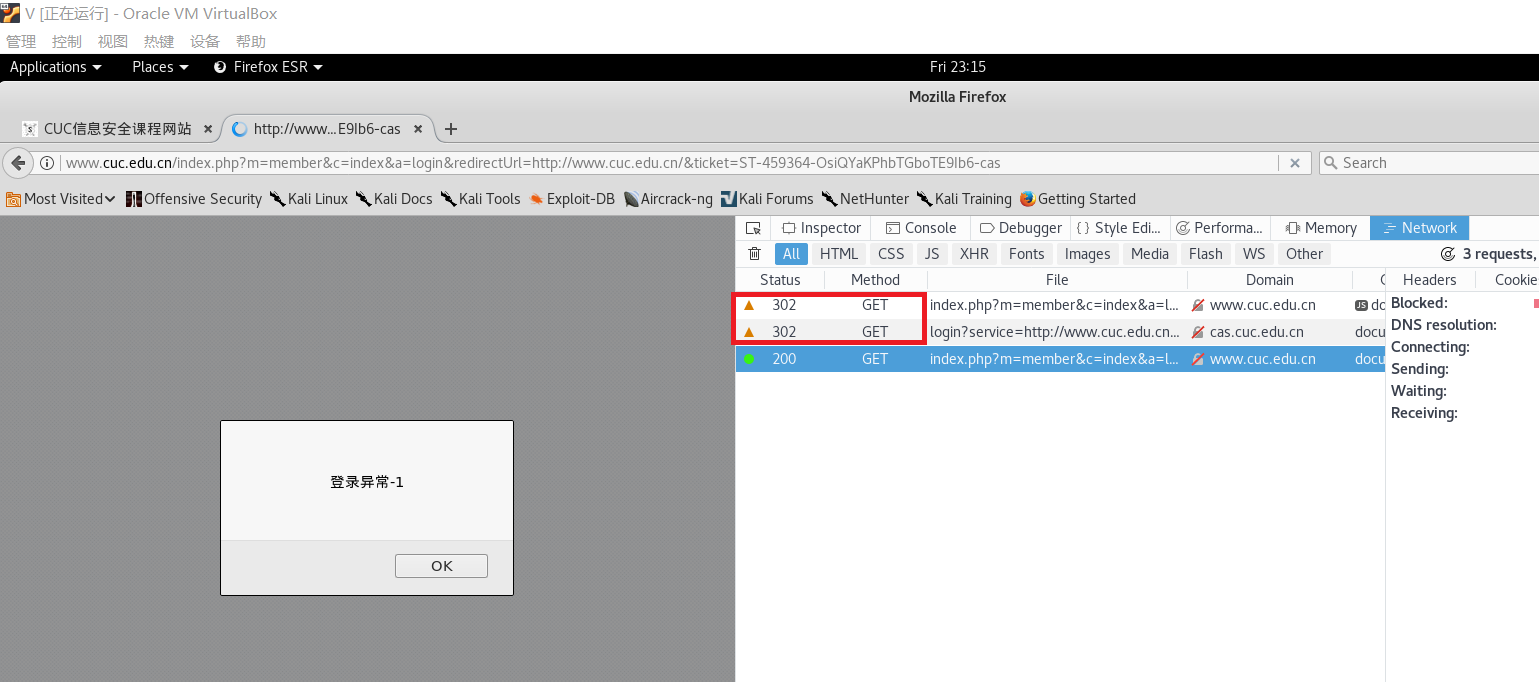 V [正在运行] - Oracle VM VirtualBox
管理 控制 视图 热键 设备 帮助
Applications Places Firefox ESR Fri 23:15
Mozilla Firefox
CUC信息安全课程网站 × http://www...E9Ib6-cas × +
www.cuc.edu.cn/index.php?m=member&c=index&a=login&redirectUrl=http://www.cuc.edu.cn/&ticket=ST-459364-OsiQYaKPhbTGboTE9Ib6-cas Search
Most Visited Offensive Security Kali Linux Kali Docs Kali Tools Exploit-DB Aircrack-ng Kali Forums NetHunter Kali Training Getting Started
Inspector Console Debugger { } Style Edi... Performa... Memory Network
All HTML CSS JS XHR Fonts Images Media Flash WS Other 3 requests,
Status Method File Domain Headers Cookie
302 GET index.php?m=member&c=index&a=l... www.cuc.edu.cn JS do
302 GET login?service=http://www.cuc.edu.cn... cas.cuc.edu.cn docu
200 GET index.php?m=member&c=index&a=l... www.cuc.edu.cn docu
Blocked:
DNS resolution:
Connecting:
Sending:
Waiting:
Receiving:
登录异常-1
OK